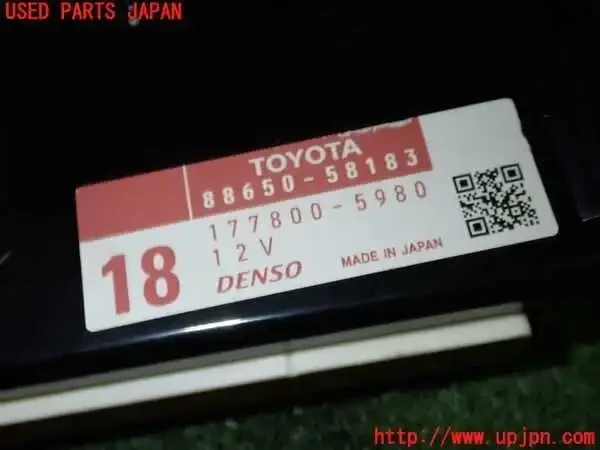 USED PARTS JAPAN
TOYOTA
88650-58183
177800-5980
18
12V
DENSO
MADE IN JAPAN
http://www.upjpn.com/